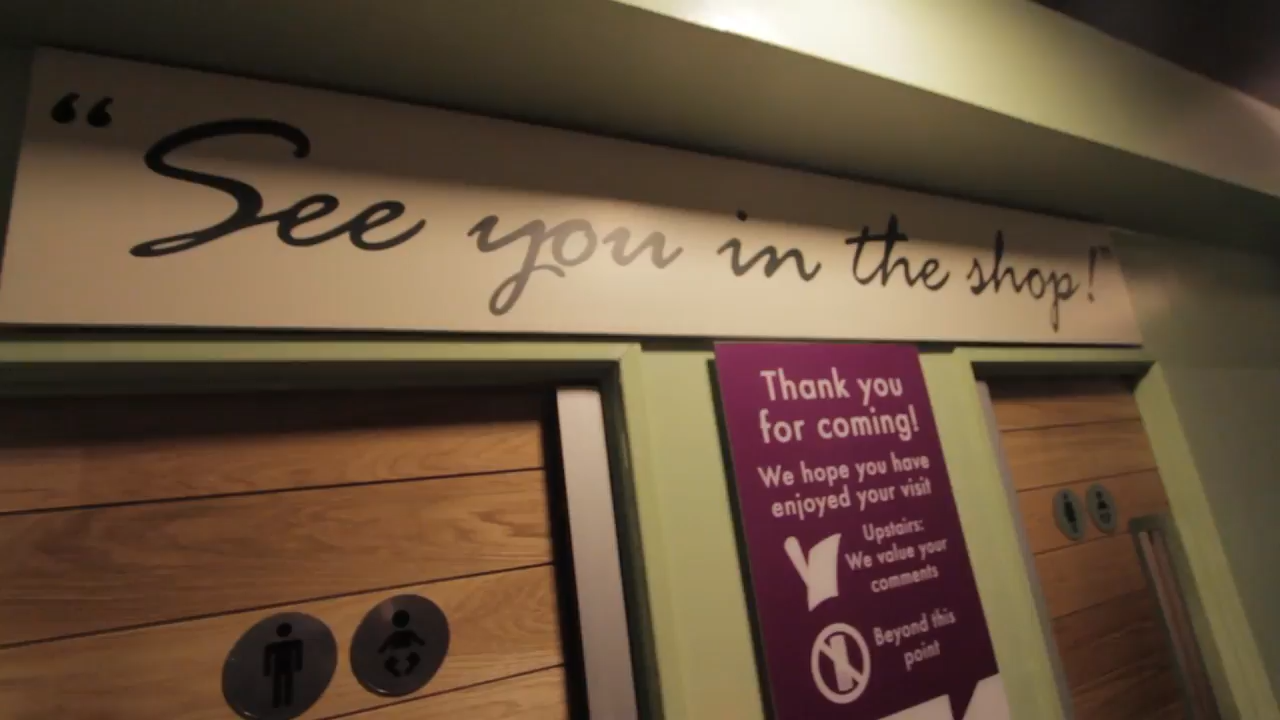 “See you in the shop!”
Thank you
for coming!
We hope you have
enjoyed your visit
Upstairs:
We value your
comments
Beyond this
point